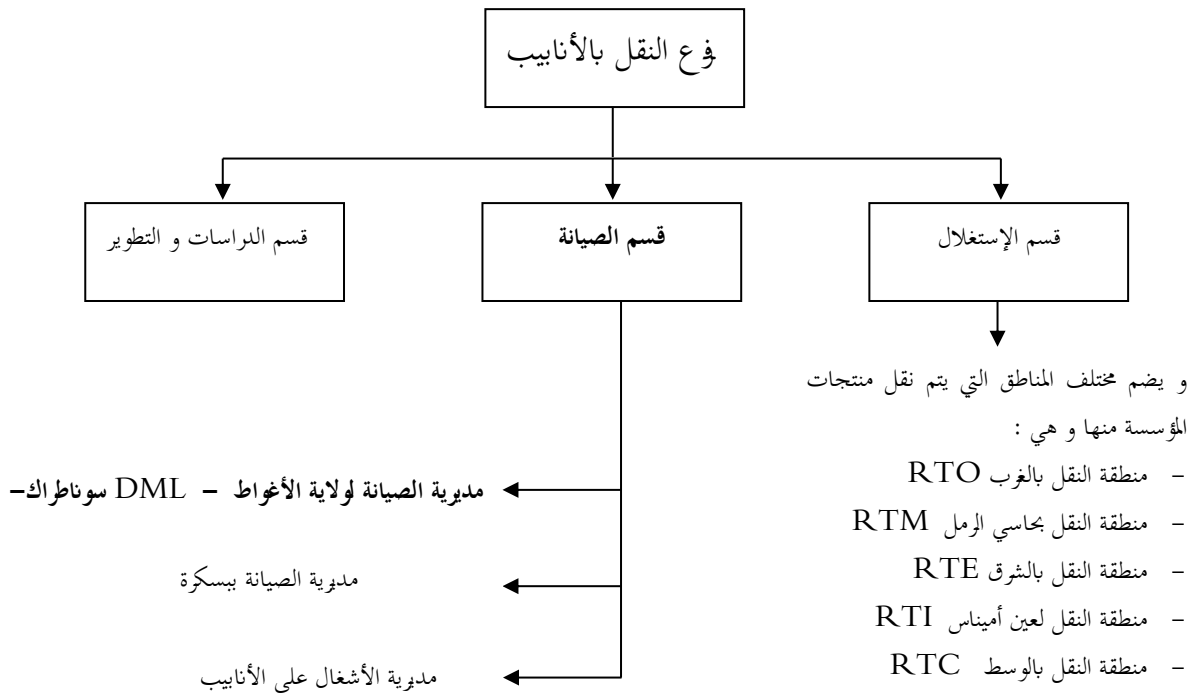 فرع النقل بالأنابيب
قسم الإستغلال
قسم الصيانة
قسم الدراسات و التطوير
و يضم مختلف المناطق التي يتم نقل منتجات
المؤسسة منها و هي :
– منطقة النقل بالغرب RTO
– منطقة النقل بحاسي الرمل RTM
– منطقة النقل بالشرق RTE
– منطقة النقل لعين أميناس RTI
– منطقة النقل بالوسط RTC
مديرية الصيانة لولاية الأغواط – DML سوناطراك–
مديرية الصيانة ببسكرة
مديرية الأشغال على الأنابيب